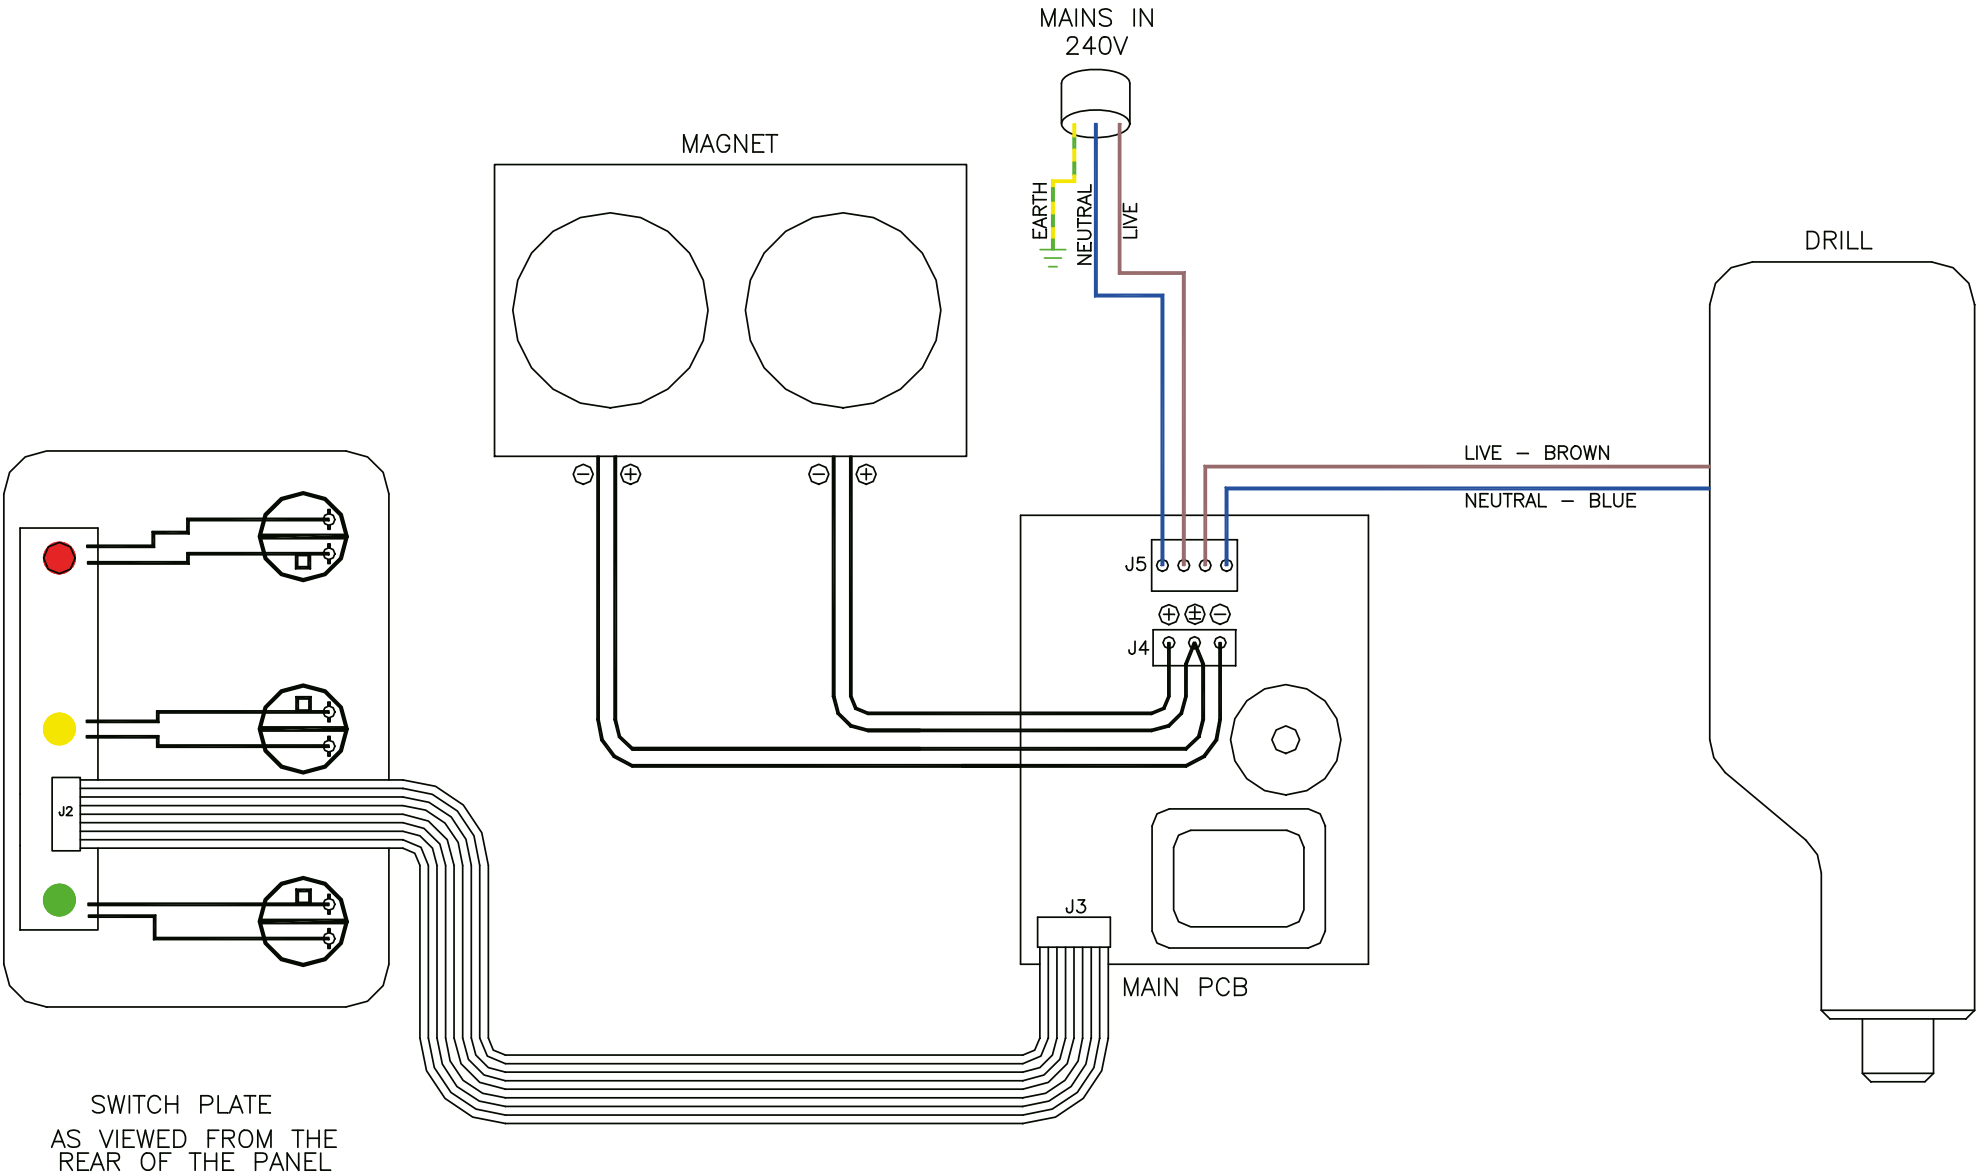 MAINS IN
240V
MAGNET
EARTH
NEUTRAL
LIVE
DRILL
LIVE - BROWN
NEUTRAL - BLUE
J5
J4
J2
J3
MAIN PCB
SWITCH PLATE
AS VIEWED FROM THE
REAR OF THE PANEL